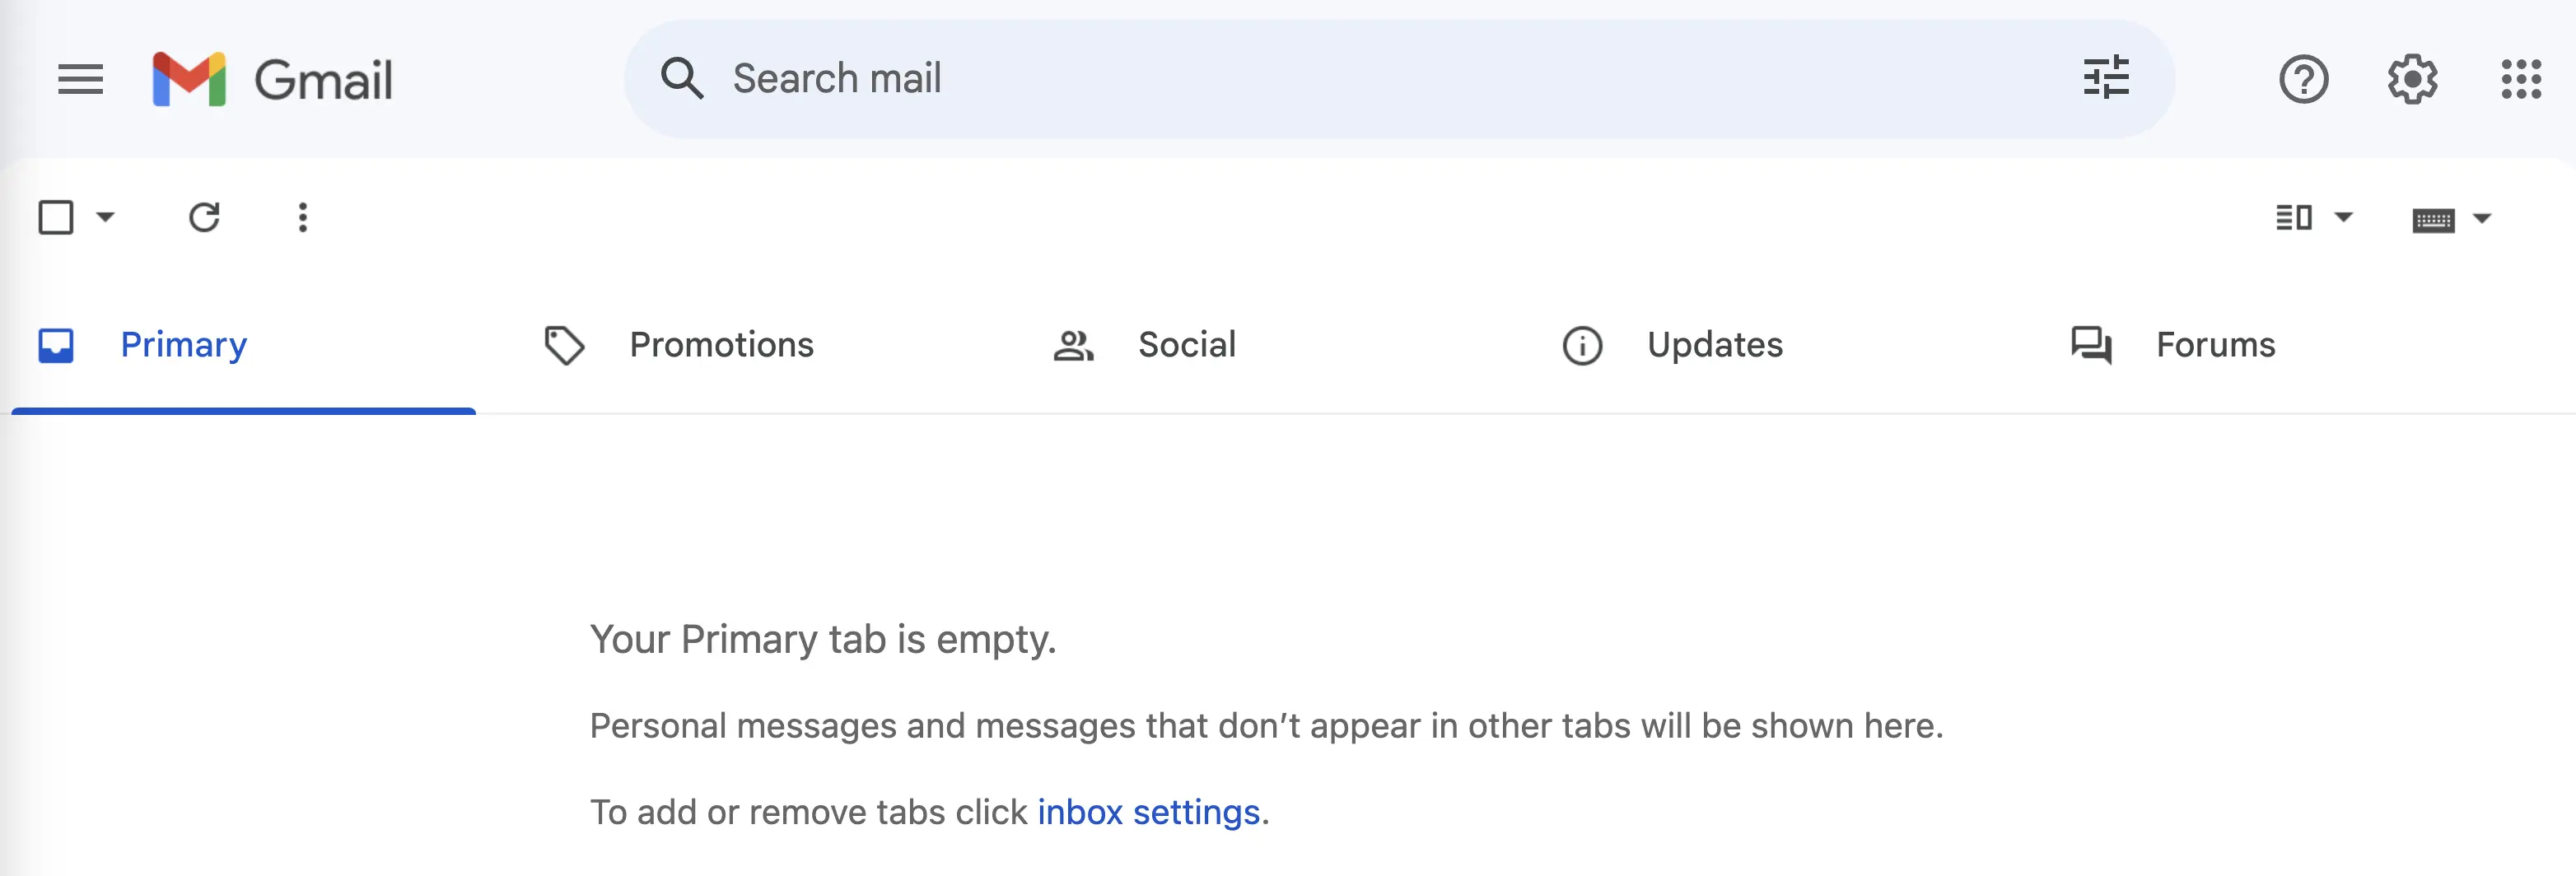 Gmail
Search mail
Primary
Promotions
Social
Updates
Forums
Your Primary tab is empty.
Personal messages and messages that don’t appear in other tabs will be shown here.
To add or remove tabs click inbox settings.